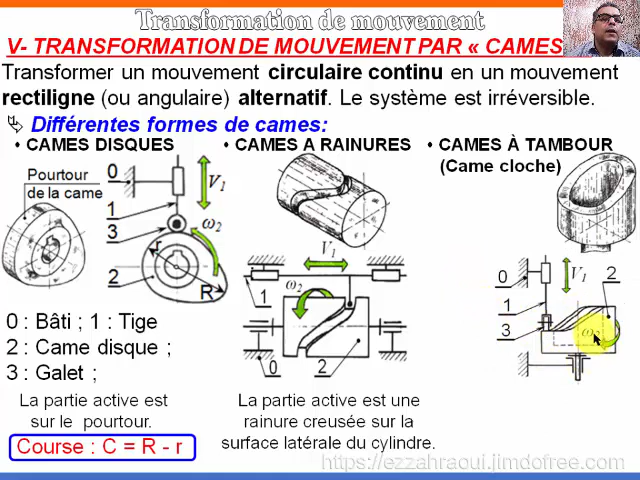 Transformation de mouvement
V- TRANSFORMATION DE MOUVEMENT PAR « CAMES
Transformer un mouvement circulaire continu en un mouvement
rectiligne (ou angulaire) alternatif. Le système est irréversible.
Différentes formes de cames:
• CAMES DISQUES
Pourtour
de la came
0
1
3
2
V1
ω2
r
R
0 : Bâti ; 1 : Tige
2 : Came disque ;
3 : Galet ;
La partie active est
sur le pourtour.
Course : C = R - r
• CAMES A RAINURES
V1
ω2
1
0
2
La partie active est une
rainure creusée sur la
surface latérale du cylindre.
• CAMES À TAMBOUR
(Came cloche)
0
V1
2
1
3
ω2
https://ezzahraoui.jimdofree.com/